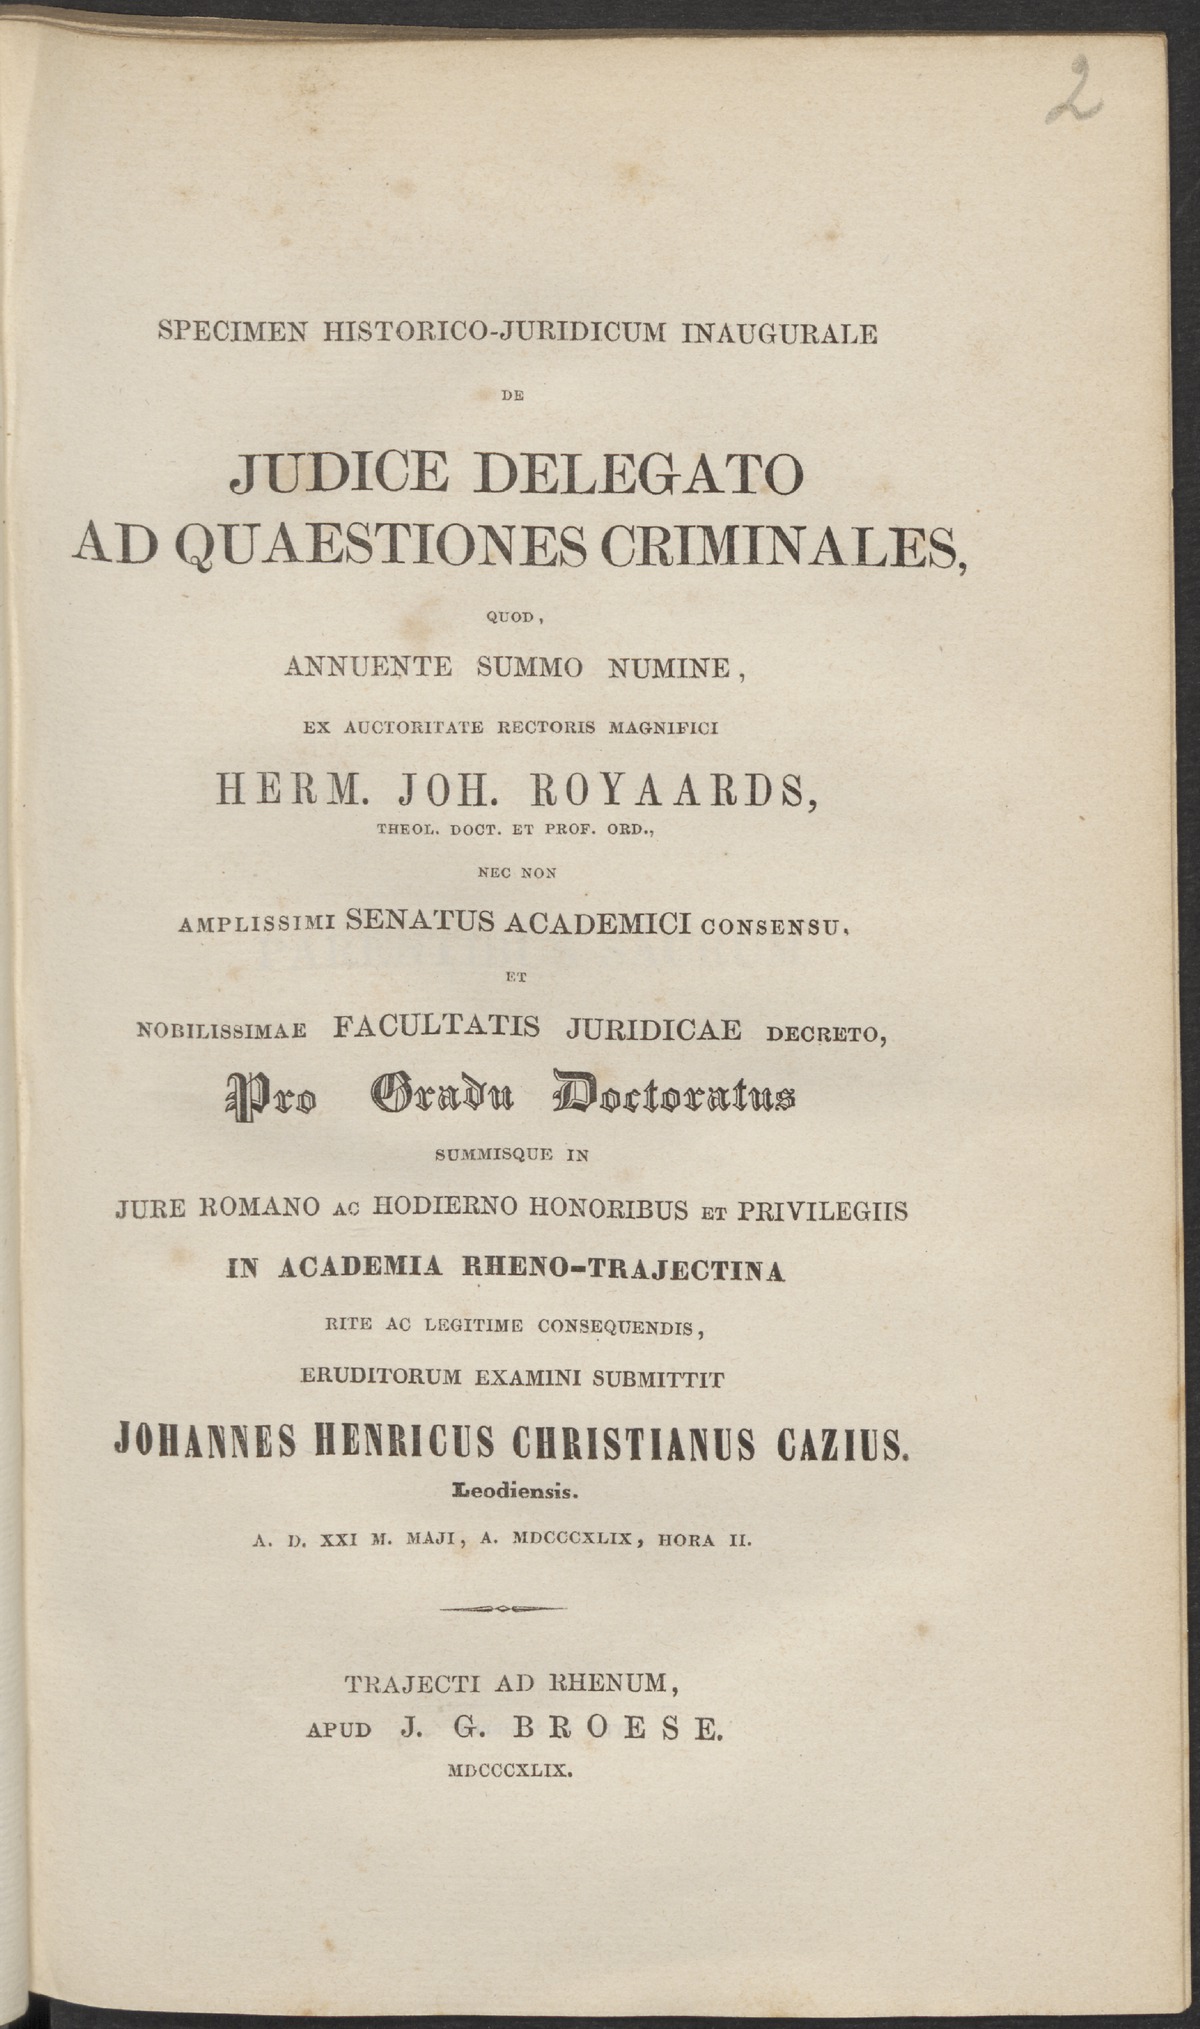 2
SPECIMEN HISTORICO-JURIDICUM INAUGURALE
DE
JUDICE DELEGATO
AD QUAESTIONES CRIMINALES,
QUOD,
ANNUENTE SUMMO NUMINE,
EX AUCTORITATE RECTORIS MAGNIFICI
HERM. JOH. ROYAARDS,
THEOL. DOCT. ET PROF. ORD.,
NEC NON
AMPLISSIMI SENATUS ACADEMICI CONSENSU.
ET
NOBILISSIMAE FACULTATIS JURIDICAE DECRETO,
Pro Gradu Doctoratus
SUMMISQUE IN
JURE ROMANO AC HODIERNO HONORIBUS ET PRIVILEGIIS
IN ACADEMIA RHENO-TRAJECTINA
RITE AC LEGITIME CONSEQUENDIS,
ERUDITORUM EXAMINI SUBMITTIT
JOHANNES HENRICUS CHRISTIANUS CAZIUS.
Leodiensis.
A. D. XXI M. MAJI, A. MDCCCXLIX, HORA II.
TRAJECTI AD RHENUM,
APUD J. G. BROESE.
MDCCCXLIX.